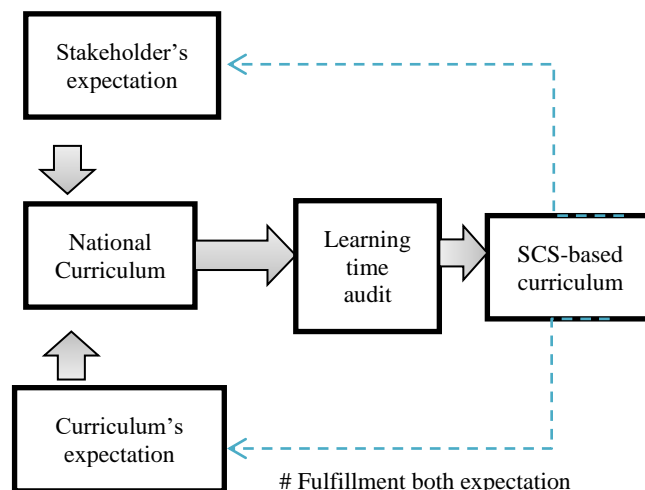 Stakeholder's
expectation
National
Curriculum
Learning
time
audit
SCS-based
curriculum
Curriculum's
expectation
# Fulfillment both expectation